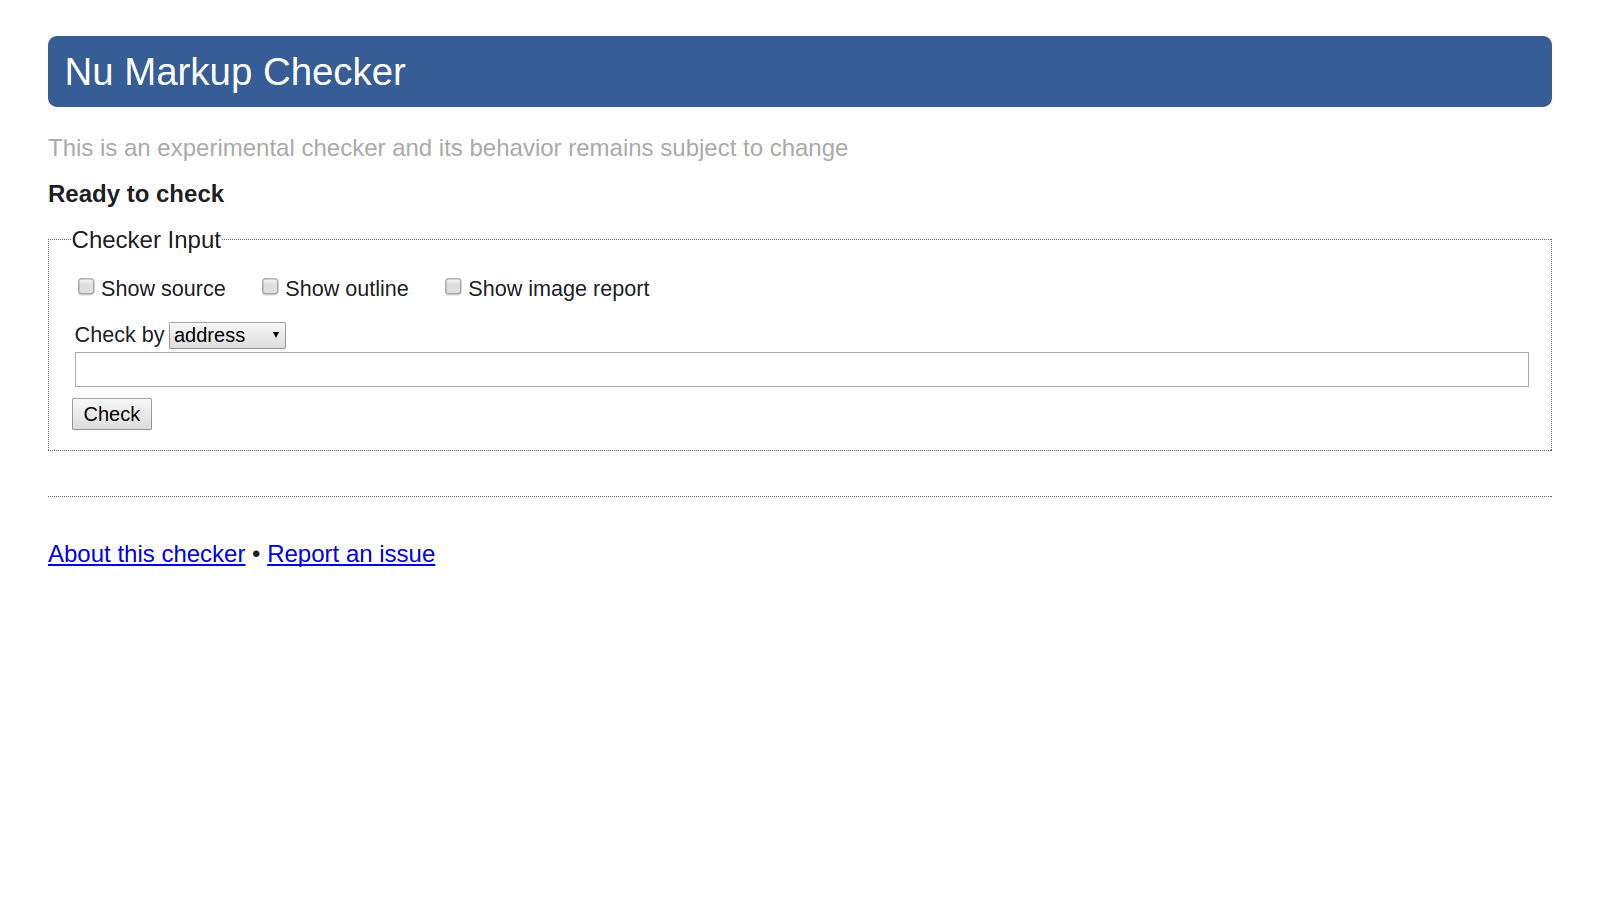 Nu Markup Checker
This is an experimental checker and its behavior remains subject to change
Ready to check
Checker Input
Show source Show outline Show image report
Check by address
Check
About this checker • Report an issue